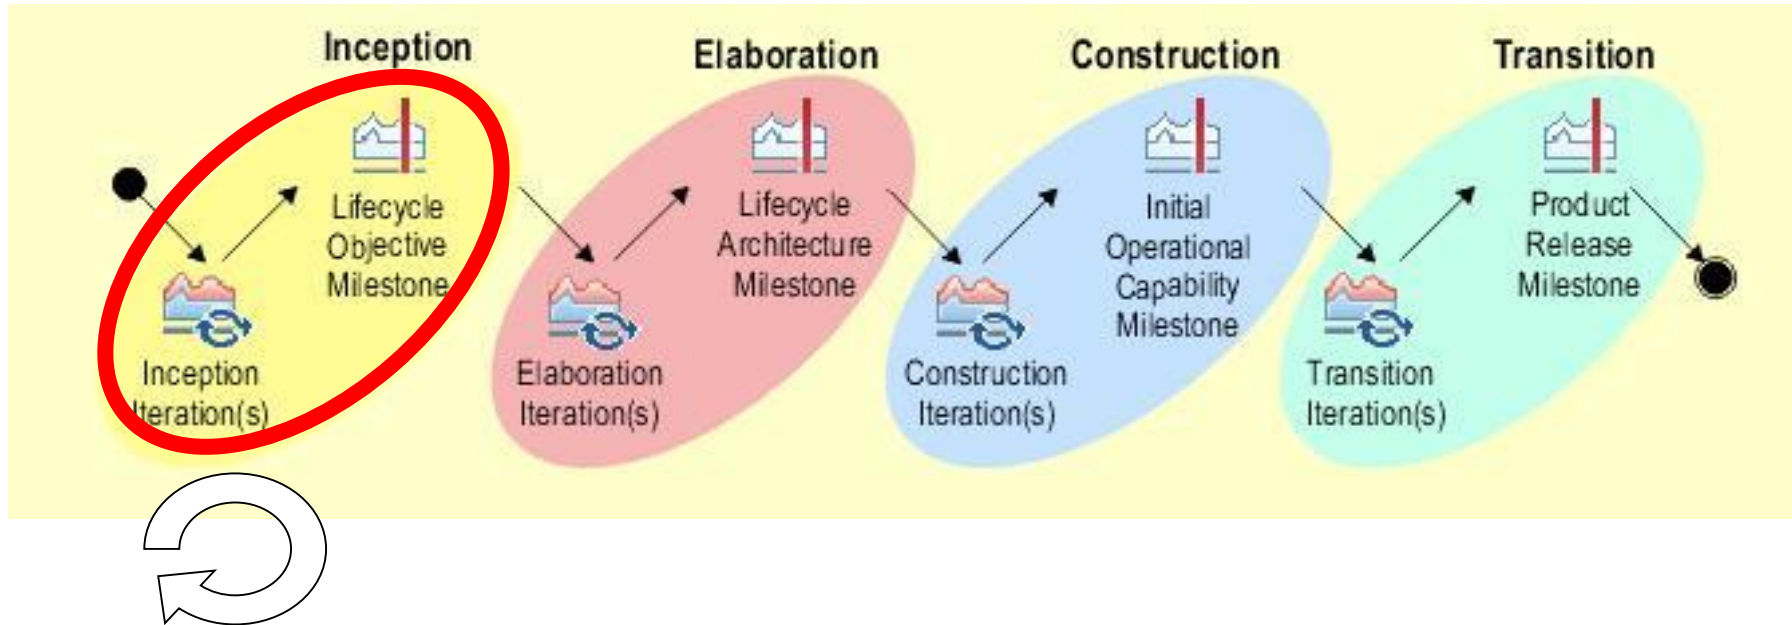 Inception
Elaboration
Construction
Transition
Lifecycle
Objective
Milestone
Inception
Iteration(s)
Lifecycle
Architecture
Milestone
Elaboration
Iteration(s)
Initial
Operational
Capability
Milestone
Construction
Iteration(s)
Product
Release
Milestone
Transition
Iteration(s)